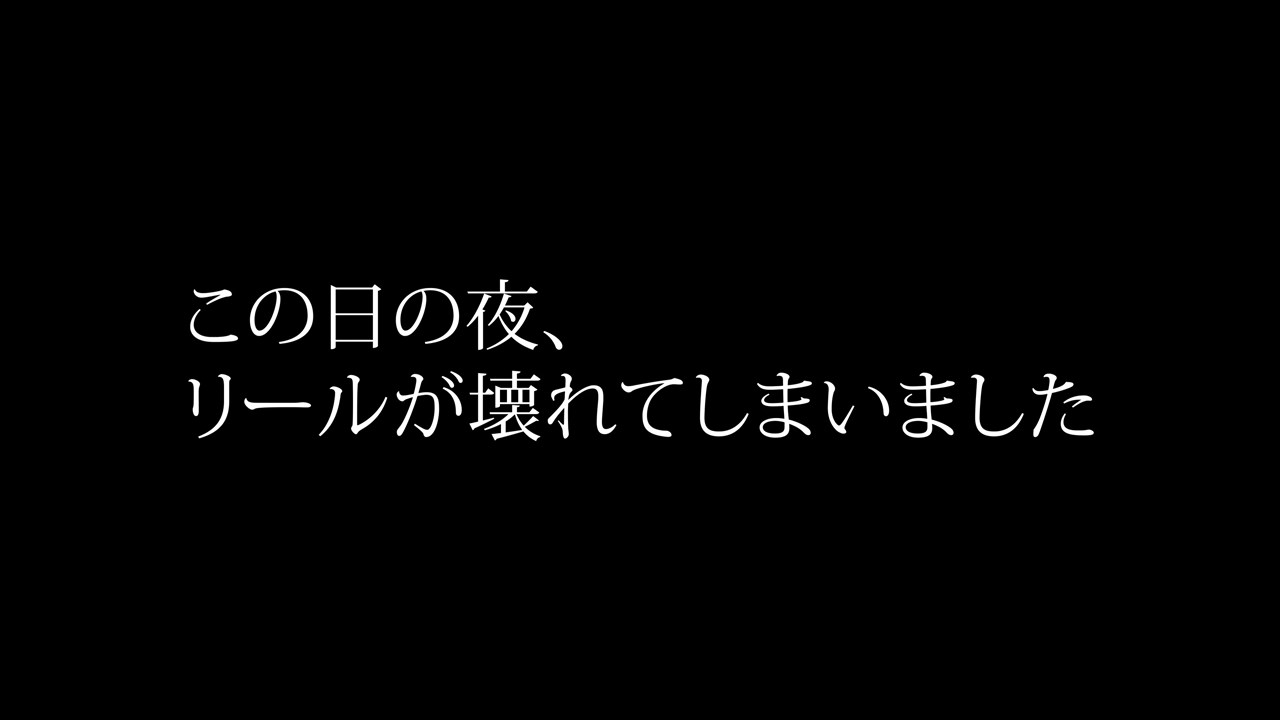 この日の夜、
リールが壊れてしまいました